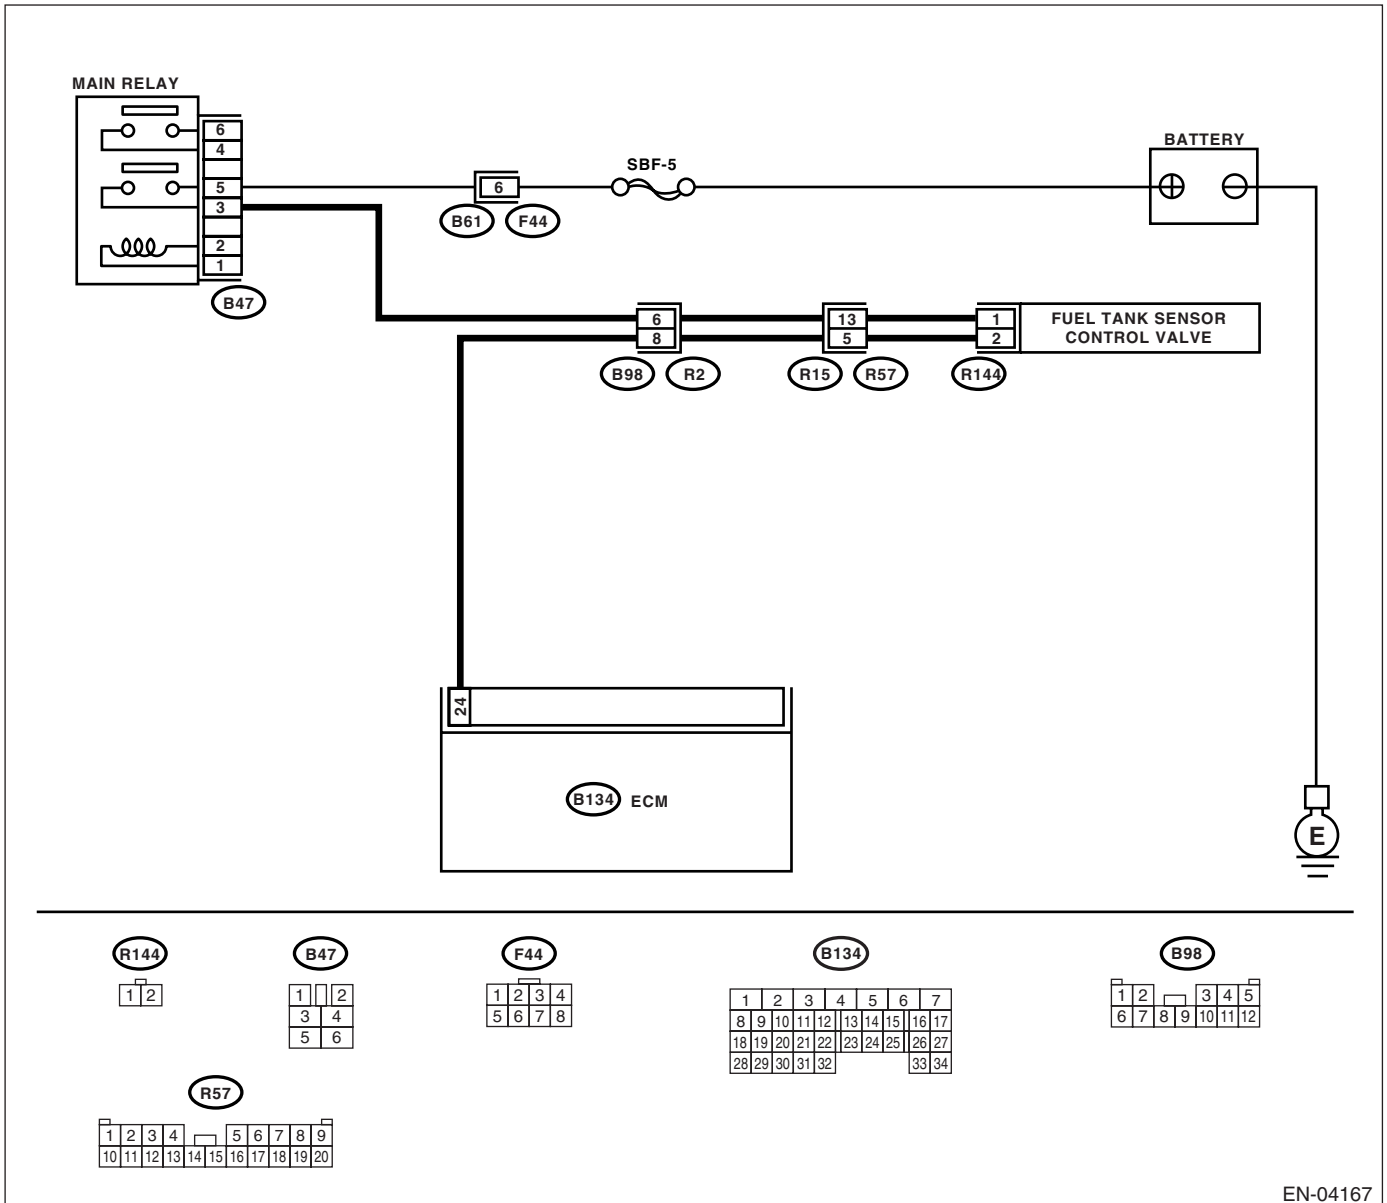 MAIN RELAY
6
4
5
3
2
1
B47
6
B61 F44
SBF-5
BATTERY
6 13 1
8 5 2
FUEL TANK SENSOR
CONTROL VALVE
B98 R2 R15 R57 R144
24
B134 ECM
E
R144
1 2
B47
1 2
3 4
5 6
F44
1 2 3 4
5 6 7 8
B134
1 2 3 4 5 6 7
8 9 10 11 12 13 14 15 16 17
18 19 20 21 22 23 24 25 26 27
28 29 30 31 32 33 34
B98
1 2 3 4 5
6 7 8 9 10 11 12
R57
1 2 3 4 5 6 7 8 9
10 11 12 13 14 15 16 17 18 19 20
EN-04167